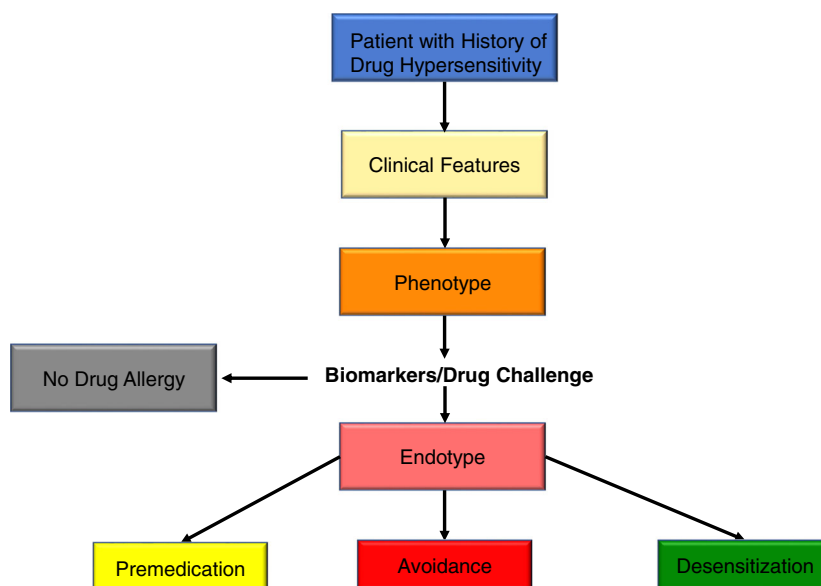 Patient with History of
Drug Hypersensitivity
Clinical Features
Phenotype
No Drug Allergy
Biomarkers/Drug Challenge
Endotype
Premedication
Avoidance
Desensitization